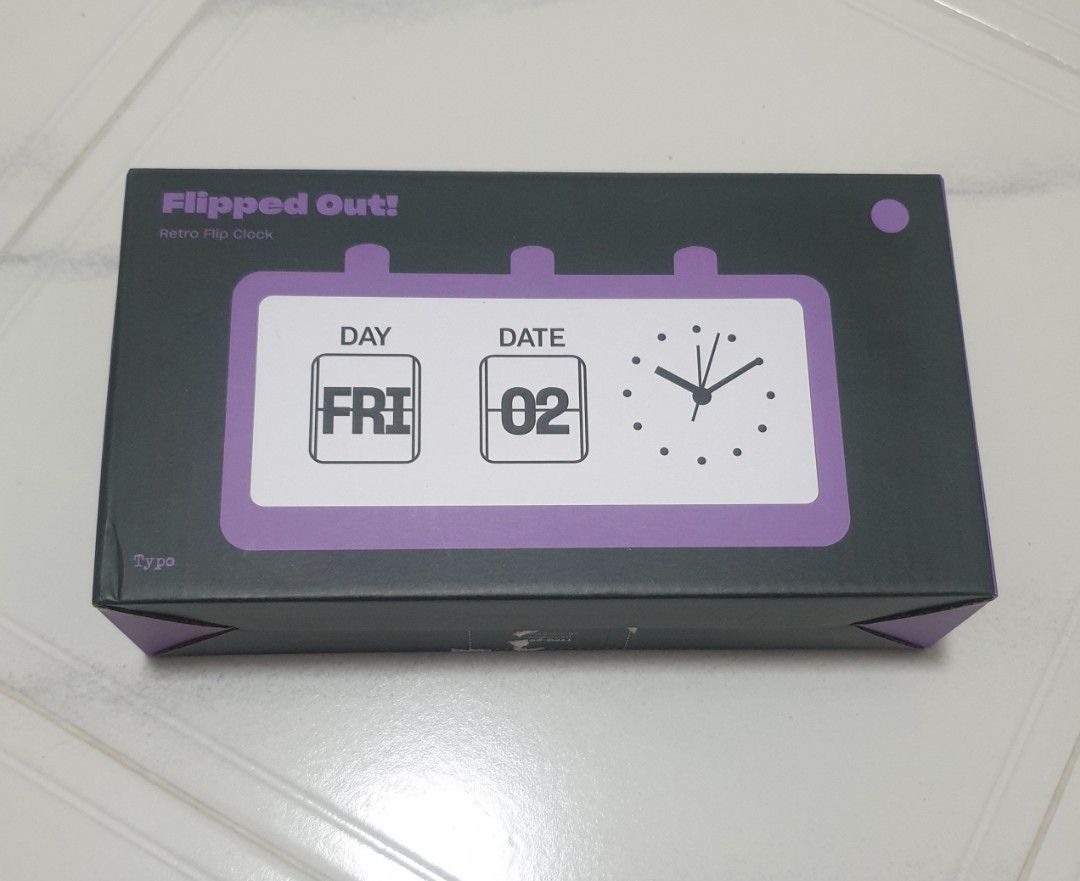 Flipped Out!
Retro Flip Clock
DAY
DATE
FRI
02
Typo